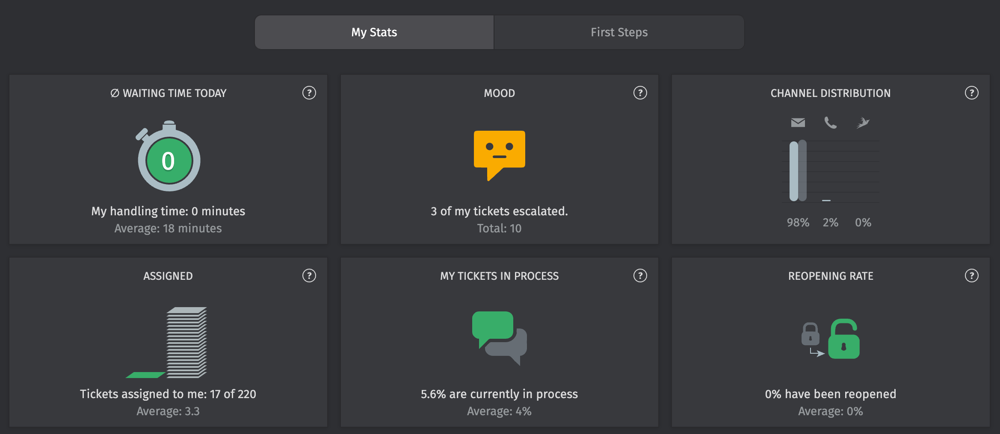 My Stats
First Steps
∅ WAITING TIME TODAY
?
0
My handling time: 0 minutes
Average: 18 minutes
MOOD
?
3 of my tickets escalated.
Total: 10
CHANNEL DISTRIBUTION
?
98% 2% 0%
ASSIGNED
?
Tickets assigned to me: 17 of 220
Average: 3.3
MY TICKETS IN PROCESS
?
5.6% are currently in process
Average: 4%
REOPENING RATE
?
0% have been reopened
Average: 0%